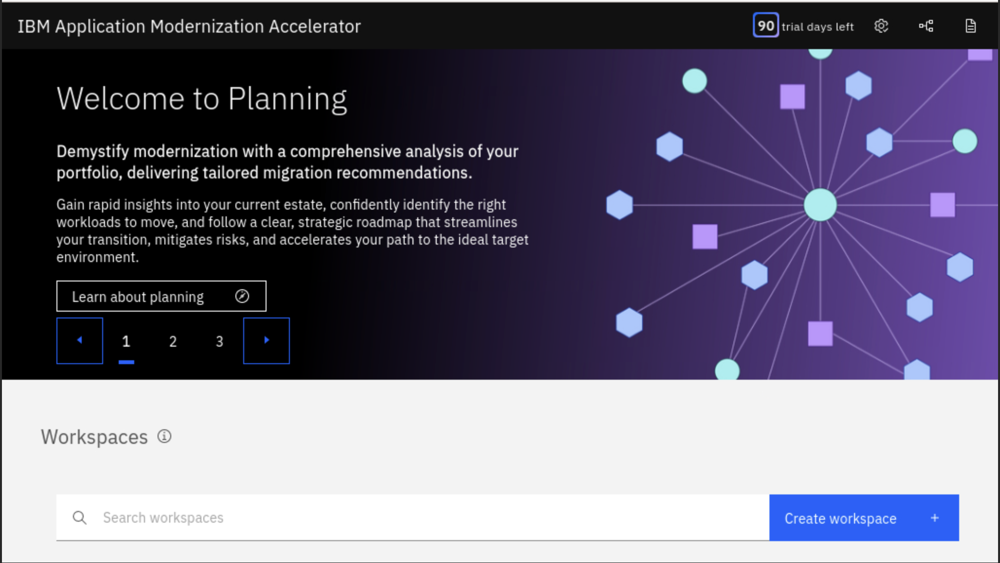 IBM Application Modernization Accelerator
90 trial days left
Welcome to Planning
Demystify modernization with a comprehensive analysis of your
portfolio, delivering tailored migration recommendations.
Gain rapid insights into your current estate, confidently identify the right
workloads to move, and follow a clear, strategic roadmap that streamlines
your transition, mitigates risks, and accelerates your path to the ideal target
environment.
Learn about planning
1 2 3
Workspaces
Search workspaces
Create workspace +